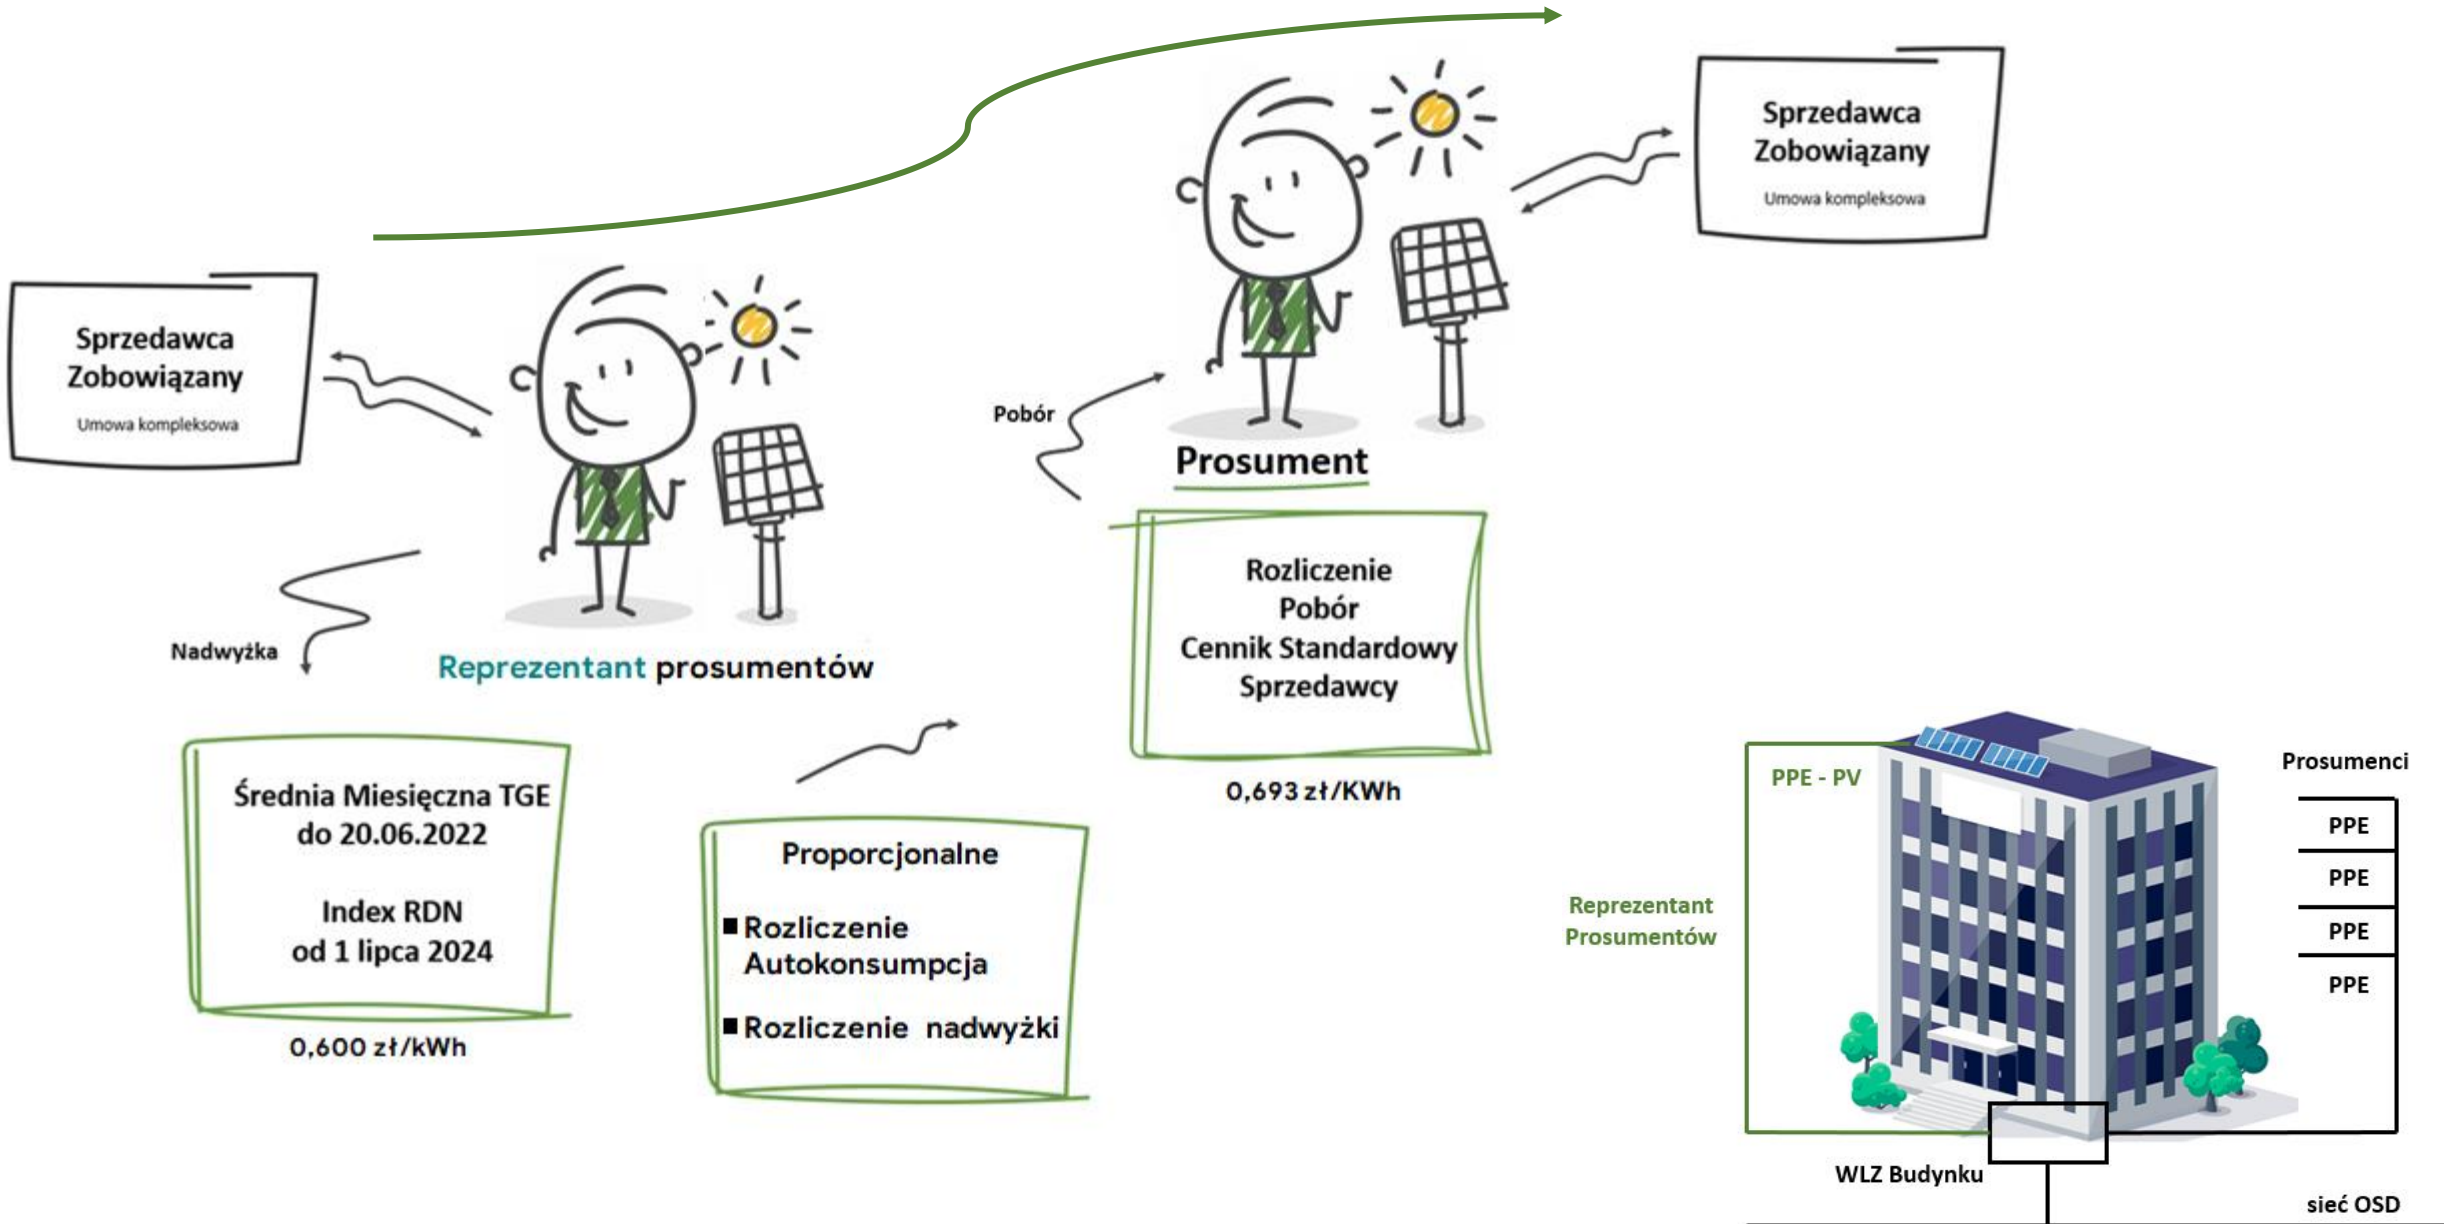 Sprzedawca
Zobowiązany
Umowa kompleksowa
Sprzedawca
Zobowiązany
Umowa kompleksowa
Pobór
Prosument
Rozliczenie
Pobór
Cennik Standardowy
Sprzedawcy
0,693 zł/KWh
Nadwyżka
Reprezentant prosumentów
Średnia Miesięczna TGE
do 20.06.2022
Index RDN
od 1 lipca 2024
0,600 zł/kWh
Proporcjonalne
Rozliczenie
Autokonsumpcja
Rozliczenie nadwyżki
PPE - PV
Prosumenci
PPE
PPE
PPE
PPE
Reprezentant
Prosumentów
WLZ Budynku
sieć OSD